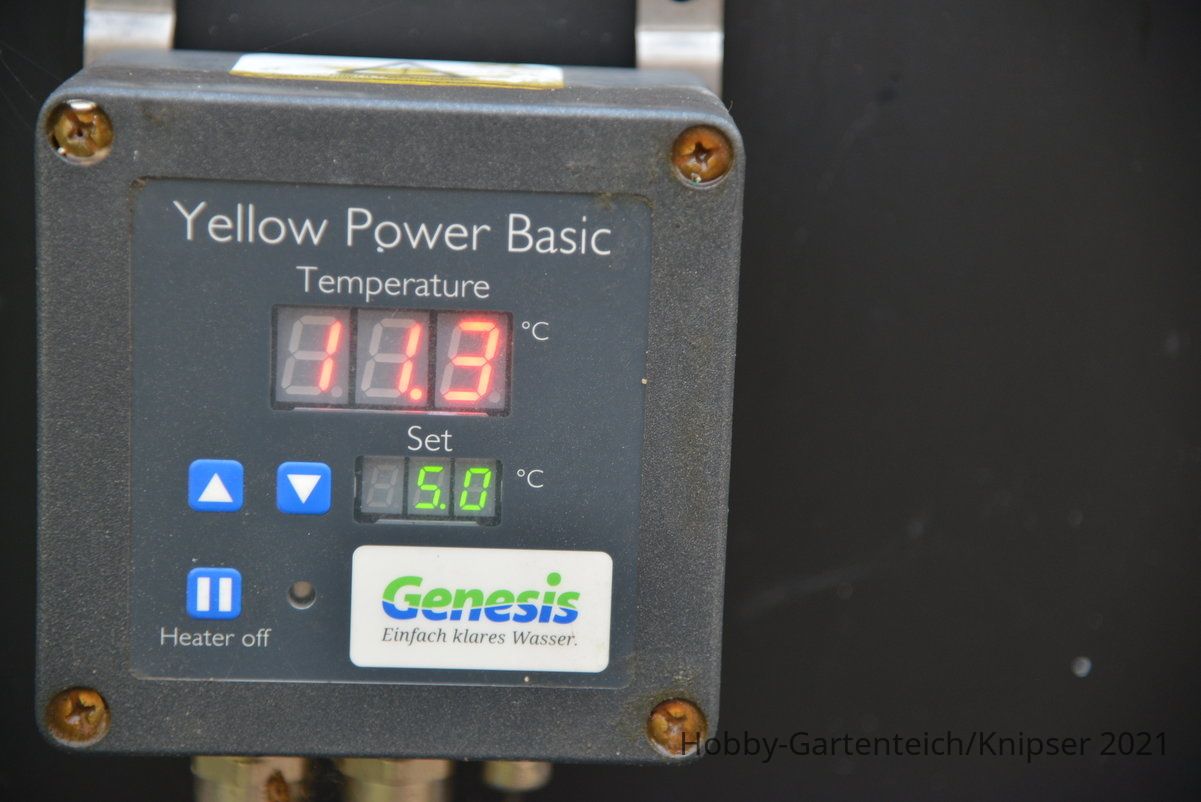 Yellow Power Basic
Temperature
11.3 °C
Set
5.0 °C
Genesis
Einfach klares Wasser.
Heater off
Hobby-Gartenteich/Knipser 2021